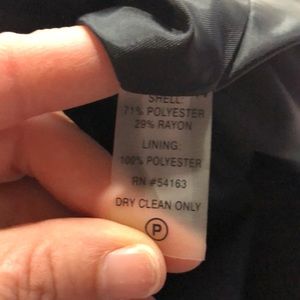 SHELL:
71% POLYESTER
29% RAYON
LINING:
100% POLYESTER
RN #54163
DRY CLEAN ONLY
P